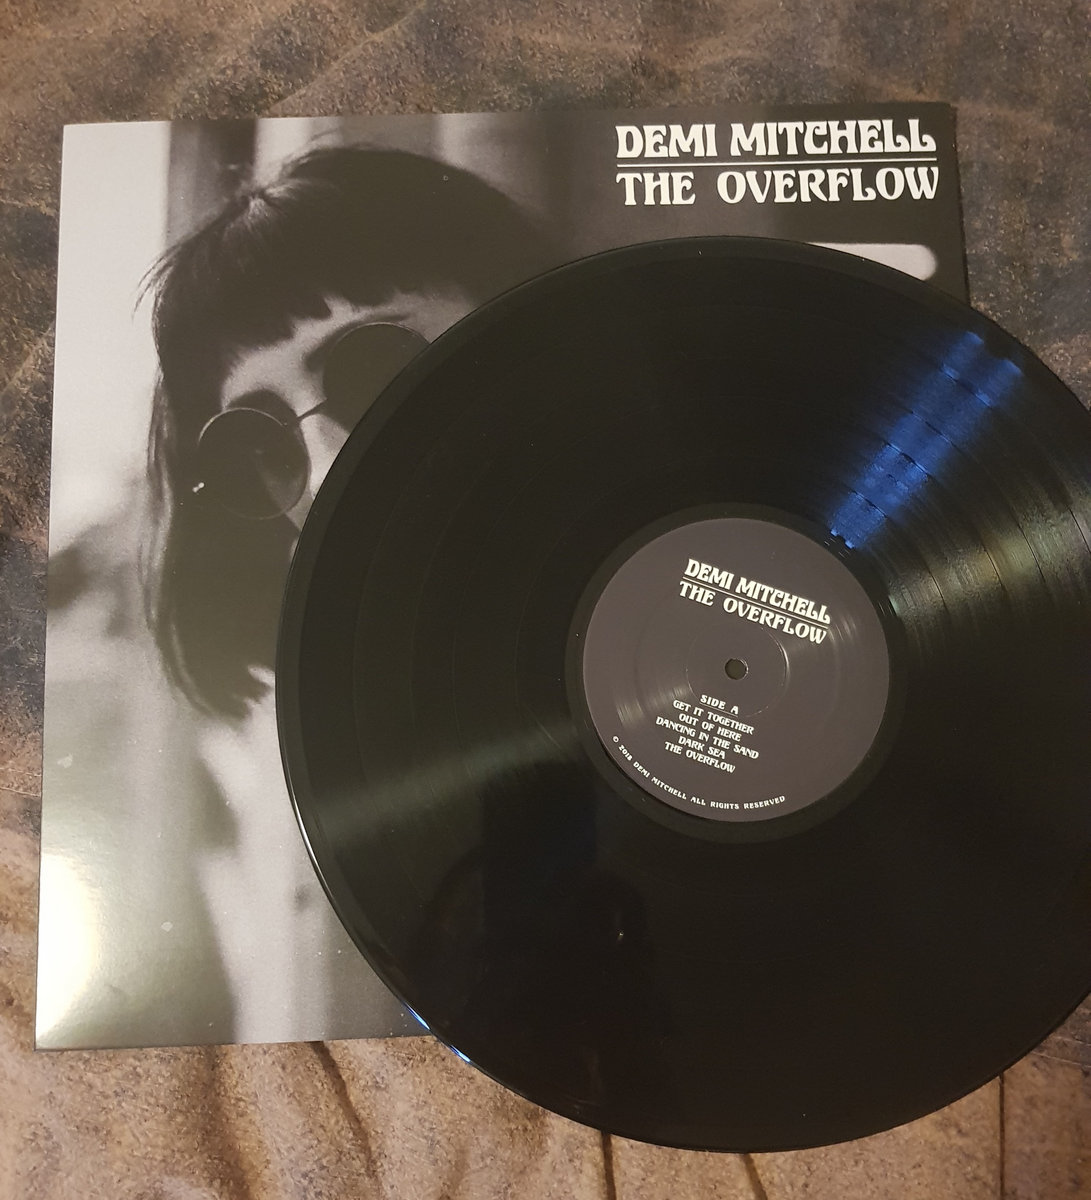 DEMI MITCHELL
THE OVERFLOW
DEMI MITCHELL
THE OVERFLOW
SIDE A
GET IT TOGETHER
OUT OF HERE
DANCING IN THE SAND
DARK SEA
THE OVERFLOW
© 2018 DEMI MITCHELL ALL RIGHTS RESERVED